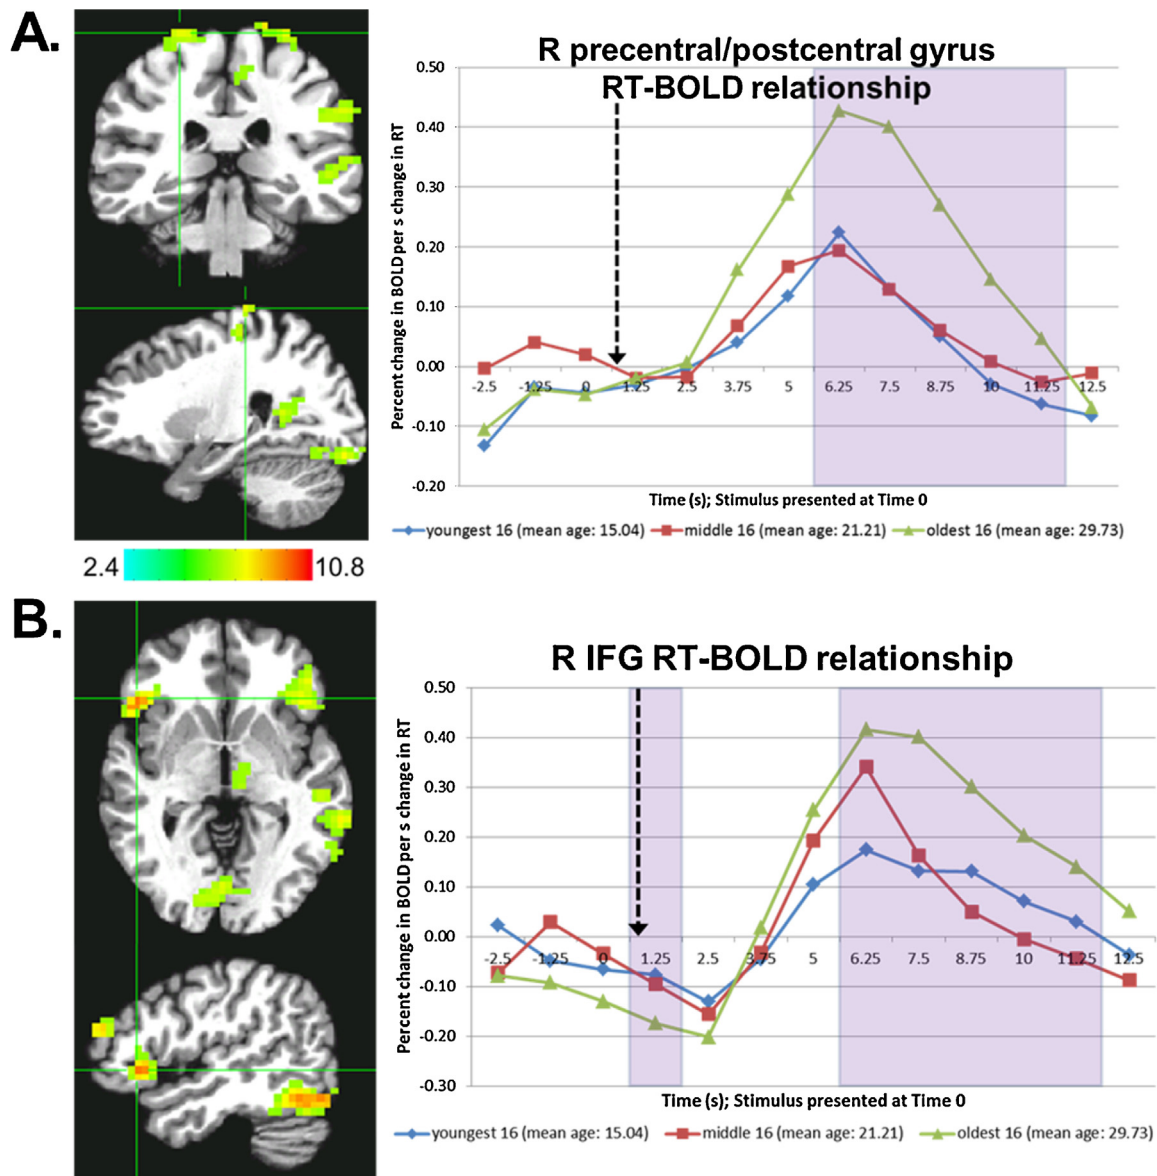 A.
R precentral/postcentral gyrus
RT-BOLD relationship
0.50
0.40
0.30
0.20
0.10
0.00
-0.10
-0.20
Percent change in BOLD per s change in RT
-2.5 -1.25 0 1.25 2.5 3.75 5 6.25 7.5 8.75 10 11.25 12.5
Time (s); Stimulus presented at Time 0
youngest 16 (mean age: 15.04) middle 16 (mean age: 21.21) oldest 16 (mean age: 29.73)
2.4 10.8
B.
R IFG RT-BOLD relationship
0.50
0.40
0.30
0.20
0.10
0.00
-0.10
-0.20
-0.30
Percent change in BOLD per s change in RT
-2.5 -1.25 0 1.25 2.5 3.75 5 6.25 7.5 8.75 10 11.25 12.5
Time (s); Stimulus presented at Time 0
youngest 16 (mean age: 15.04) middle 16 (mean age: 21.21) oldest 16 (mean age: 29.73)